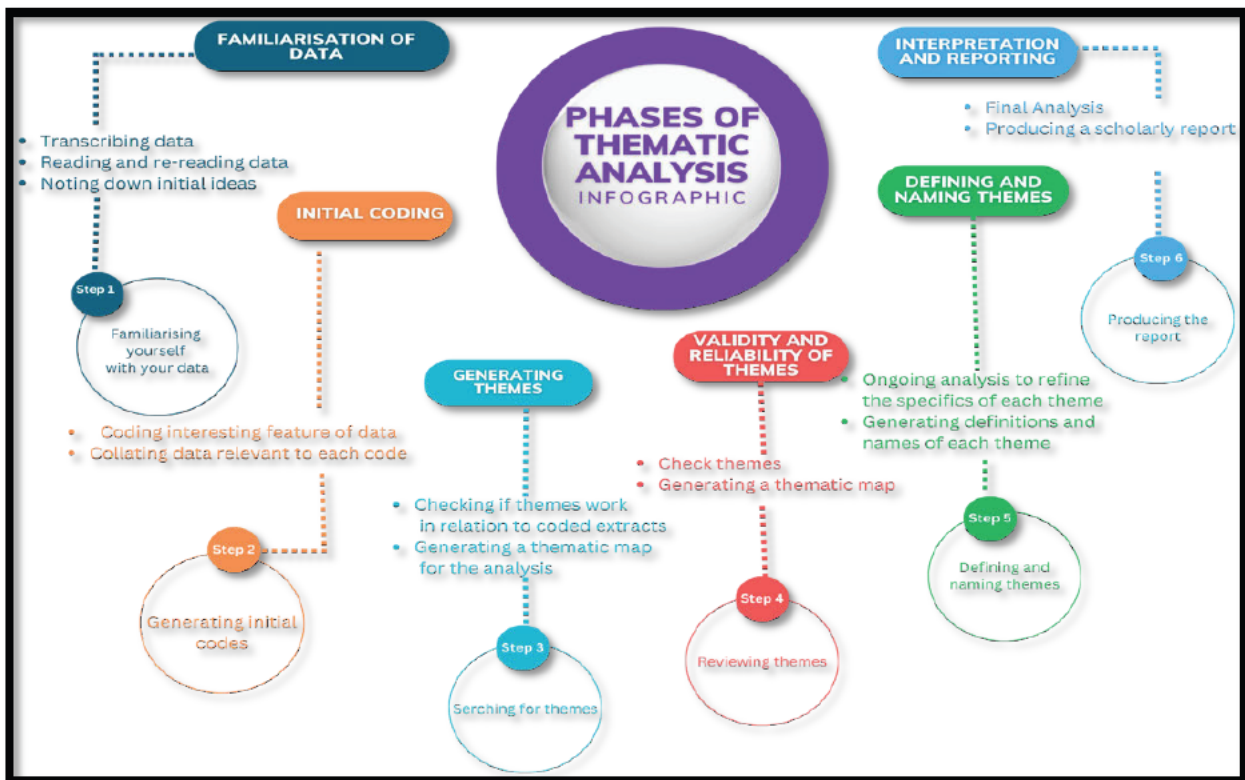 PHASES OF
THEMATIC
ANALYSIS
INFOGRAPHIC
FAMILIARISATION OF
DATA
• Transcribing data
• Reading and re-reading data
• Noting down initial ideas
Step 1
Familiarising
yourself
with your data
INITIAL CODING
• Coding interesting feature of data
• Collating data relevant to each code
Step 2
Generating initial
codes
GENERATING
THEMES
• Checking if themes work
in relation to coded extracts
• Generating a thematic map
for the analysis
Step 3
Serching for themes
VALIDITY AND
RELIABILITY OF
THEMES
• Check themes
• Generating a thematic map
Step 4
Reviewing themes
DEFINING AND
NAMING THEMES
• Ongoing analysis to refine
the specifics of each theme
• Generating definitions and
names of each theme
Step 5
Defining and
naming themes
INTERPRETATION
AND REPORTING
• Final Analysis
• Producing a scholarly report
Step 6
Producing the
report